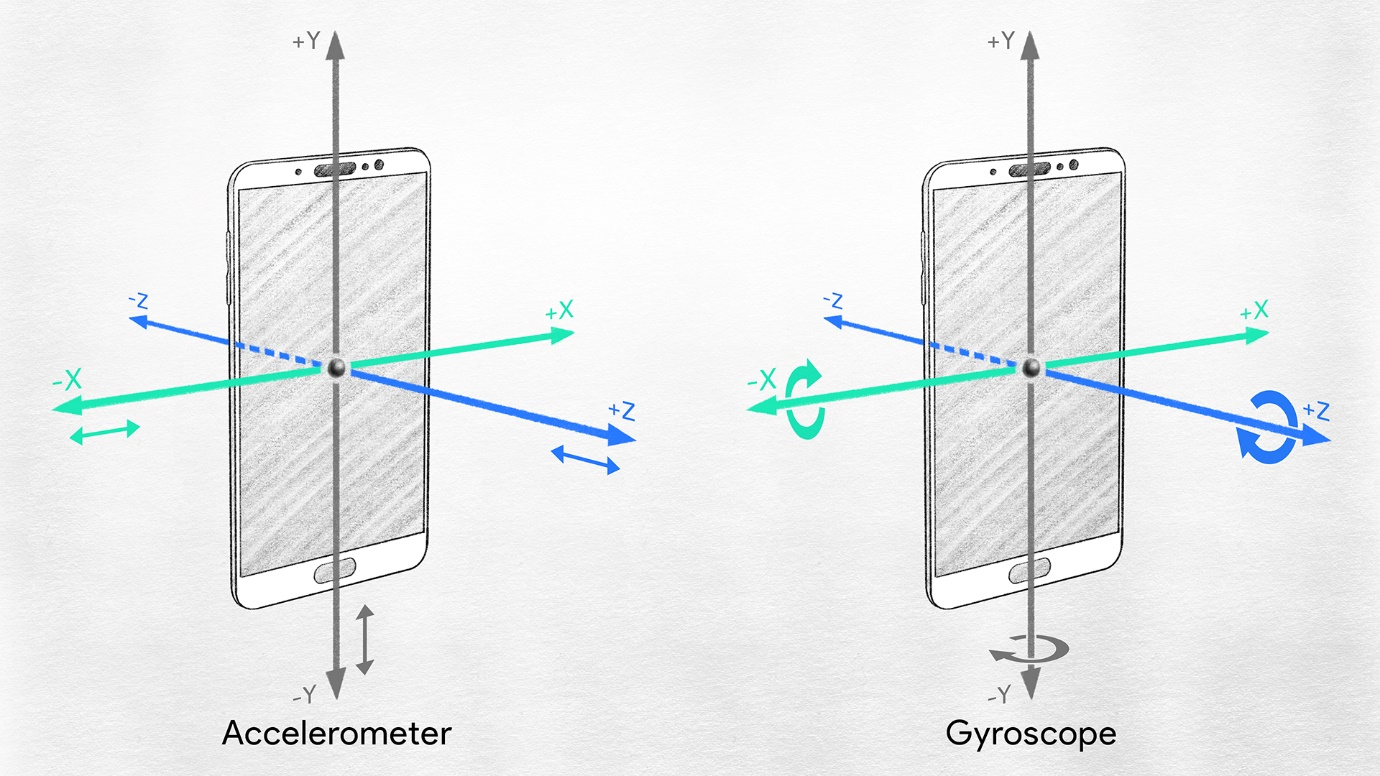 +Y
-Z
+X
-X
+Z
-Y
Accelerometer
+Y
-Z
+X
-X
+Z
-Y
Gyroscope